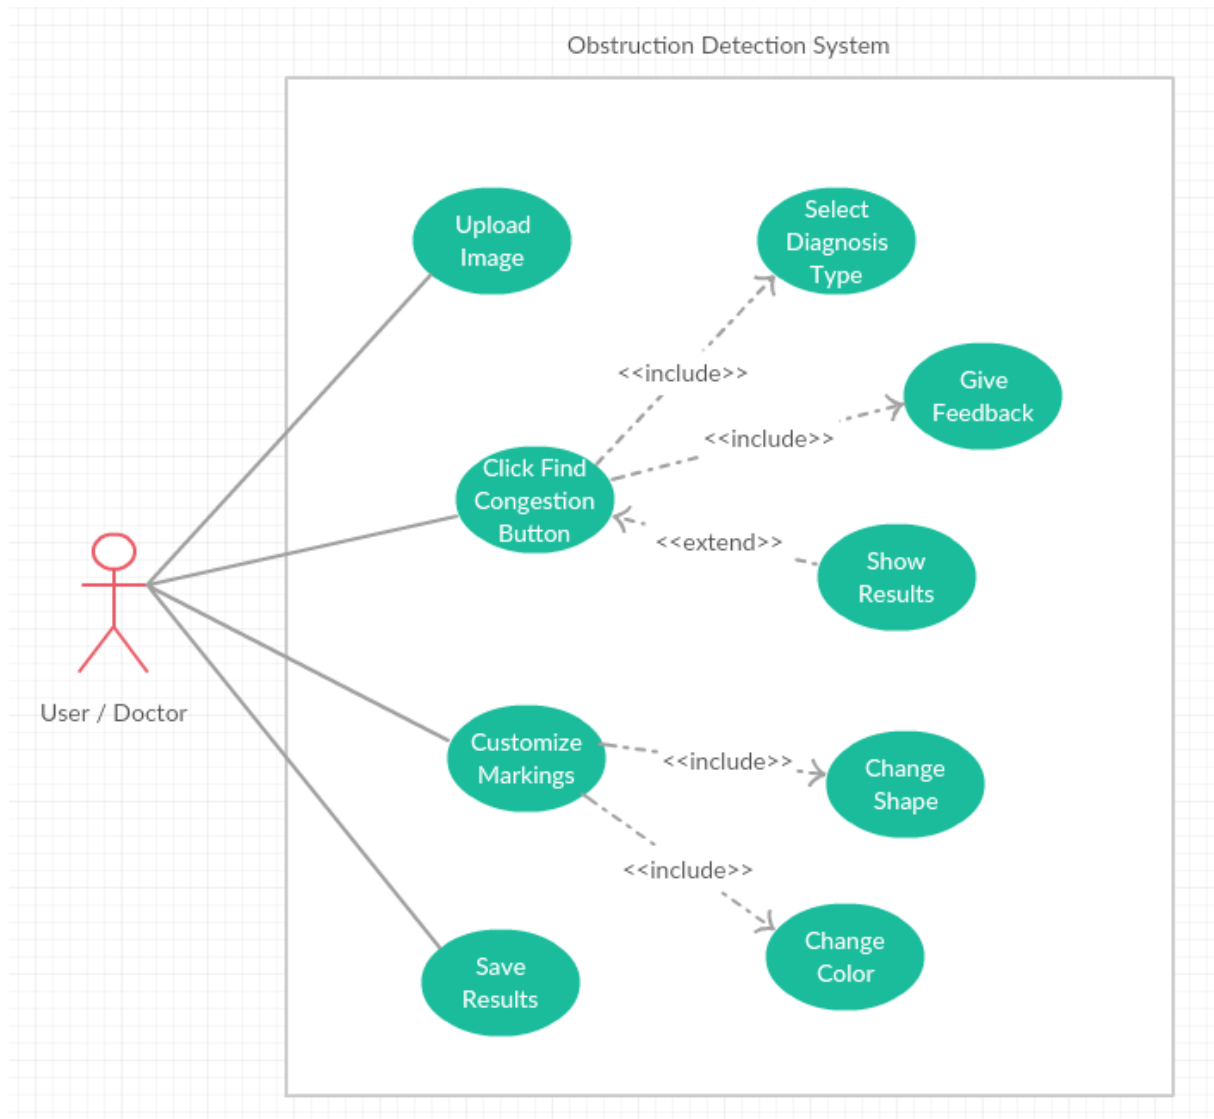 Obstruction Detection System
Upload
Image
Select
Diagnosis
Type
<<include>>
Give
Feedback
<<include>>
Click Find
Congestion
Button
<<extend>>
Show
Results
User / Doctor
Customize
Markings
<<include>>
Change
Shape
<<include>>
Change
Color
Save
Results